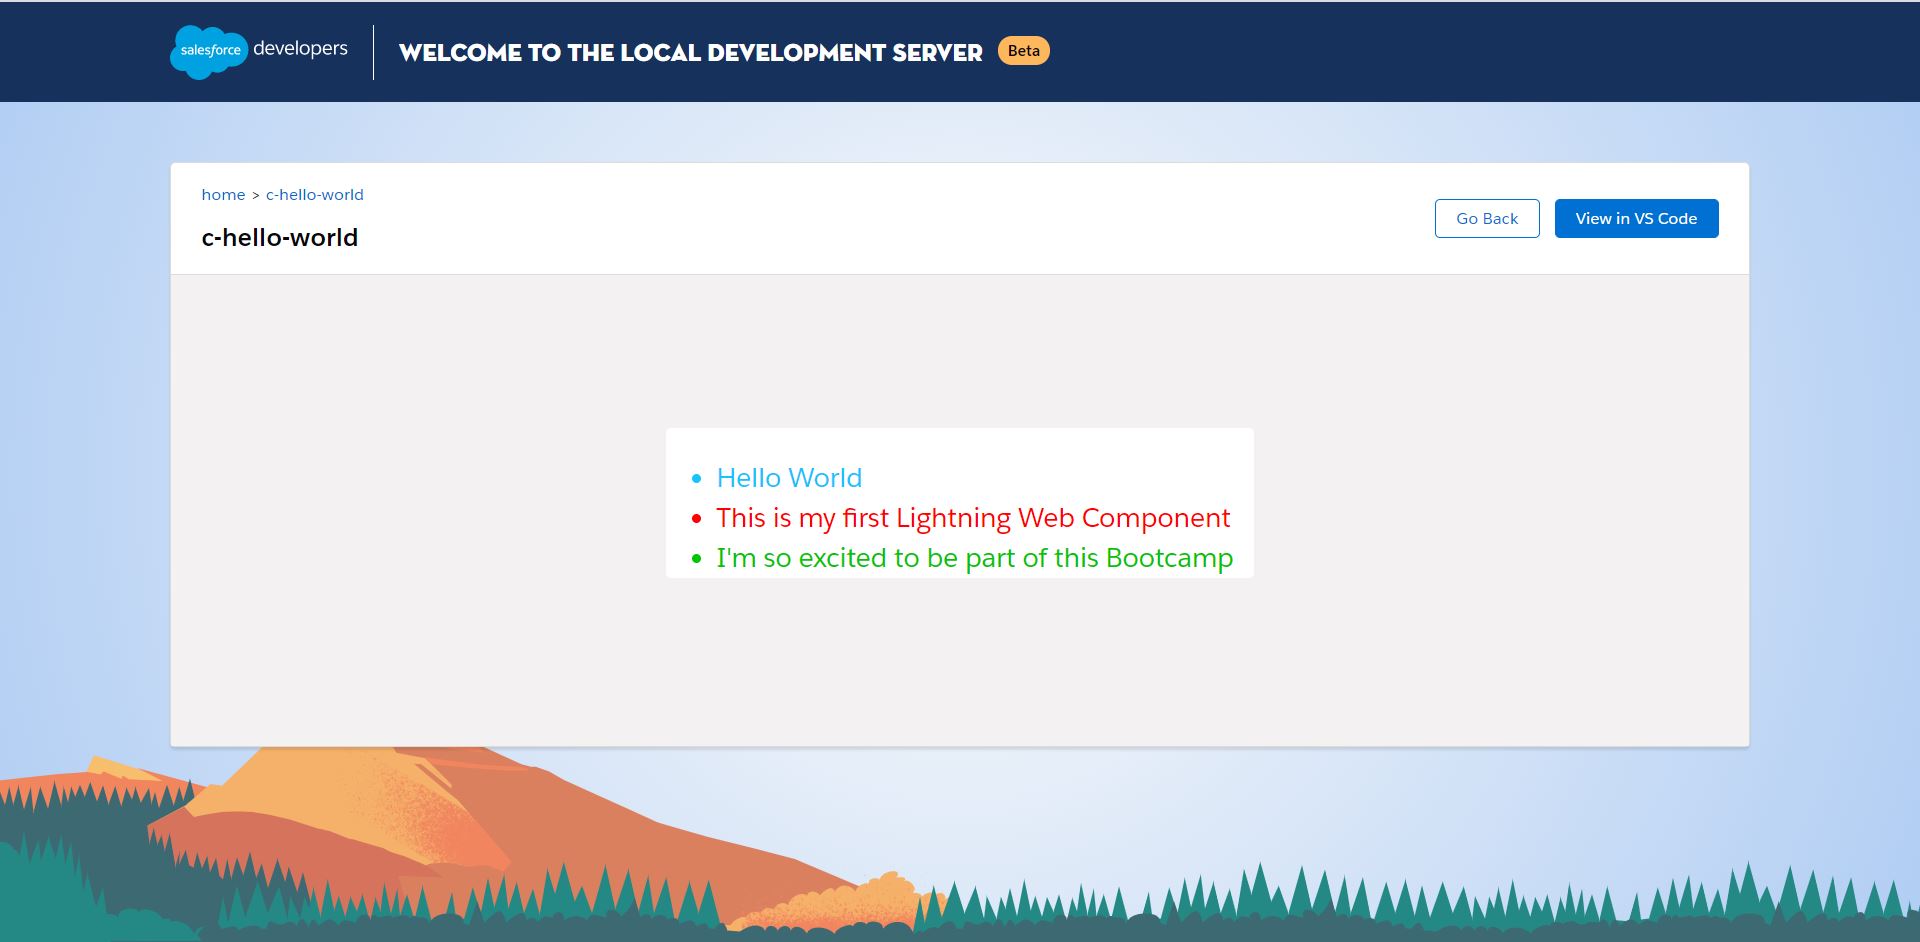 salesforce developers
WELCOME TO THE LOCAL DEVELOPMENT SERVER Beta
home > c-hello-world
c-hello-world
Go Back
View in VS Code
Hello World
This is my first Lightning Web Component
I'm so excited to be part of this Bootcamp